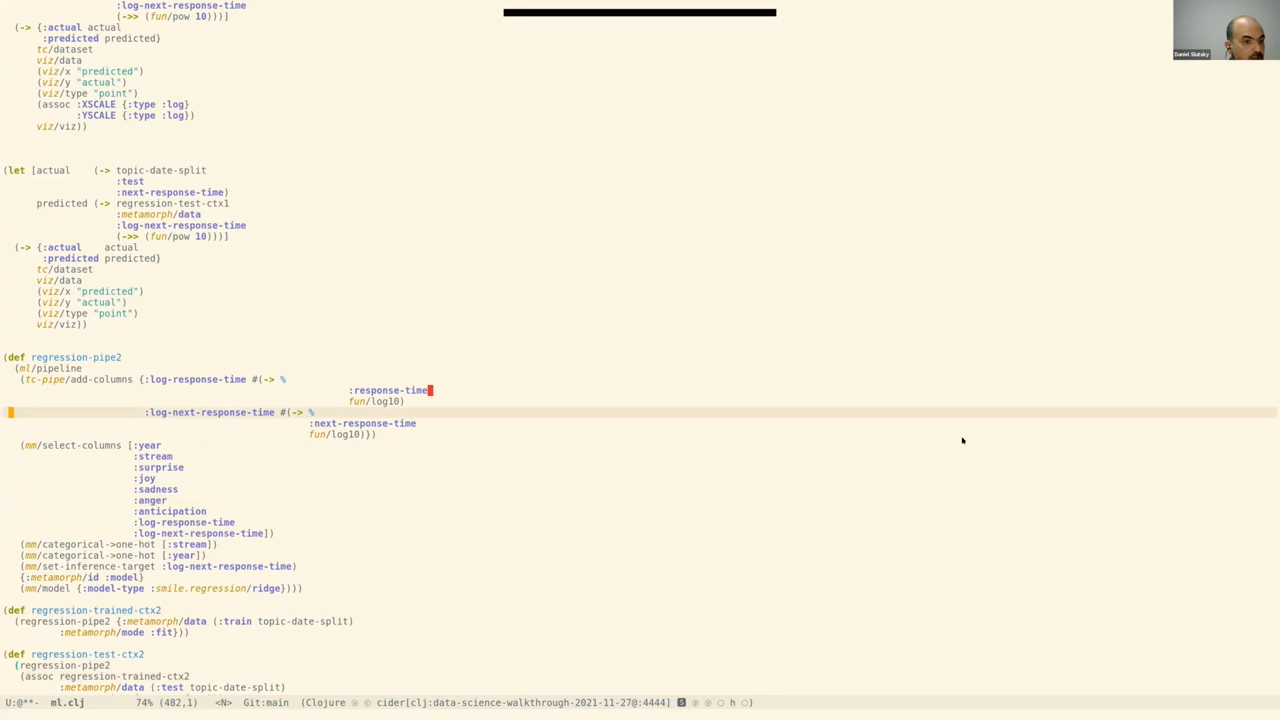 :log-next-response-time
(->> (fun/pow 10)))]
(-> {:actual actual
:predicted predicted}
tc/dataset
viz/data
(viz/x "predicted")
(viz/y "actual")
(viz/type "point")
(assoc :XSCALE {:type :log}
:YSCALE {:type :log})
viz/viz))
(let [actual    (-> topic-date-split
:test
:next-response-time)
predicted (-> regression-test-ctx1
:metamorph/data
:log-next-response-time
(->> (fun/pow 10)))]
(-> {:actual    actual
:predicted predicted}
tc/dataset
viz/data
(viz/x "predicted")
(viz/y "actual")
(viz/type "point")
viz/viz))
(def regression-pipe2
(ml/pipeline
(tc-pipe/add-columns {:log-response-time #(-> %
:response-time
fun/log10)
:log-next-response-time #(-> %
:next-response-time
fun/log10)})
(mm/select-columns [:year
:stream
:surprise
:joy
:sadness
:anger
:anticipation
:log-response-time
:log-next-response-time])
(mm/categorical->one-hot [:stream])
(mm/categorical->one-hot [:year])
(mm/set-inference-target :log-next-response-time)
{:metamorph/id :model}
(mm/model {:model-type :smile.regression/ridge})))
(def regression-trained-ctx2
(regression-pipe2 {:metamorph/data (:train topic-date-split)
:metamorph/mode :fit}))
(def regression-test-ctx2
(regression-pipe2
(assoc regression-trained-ctx2
:metamorph/data (:test topic-date-split)
U:@**-  ml.clj  74% (482,1)  <N>  Git:main  (Clojure cider[clj:data-science-walkthrough-2021-11-27@:4444] h )
Daniel Slutsky